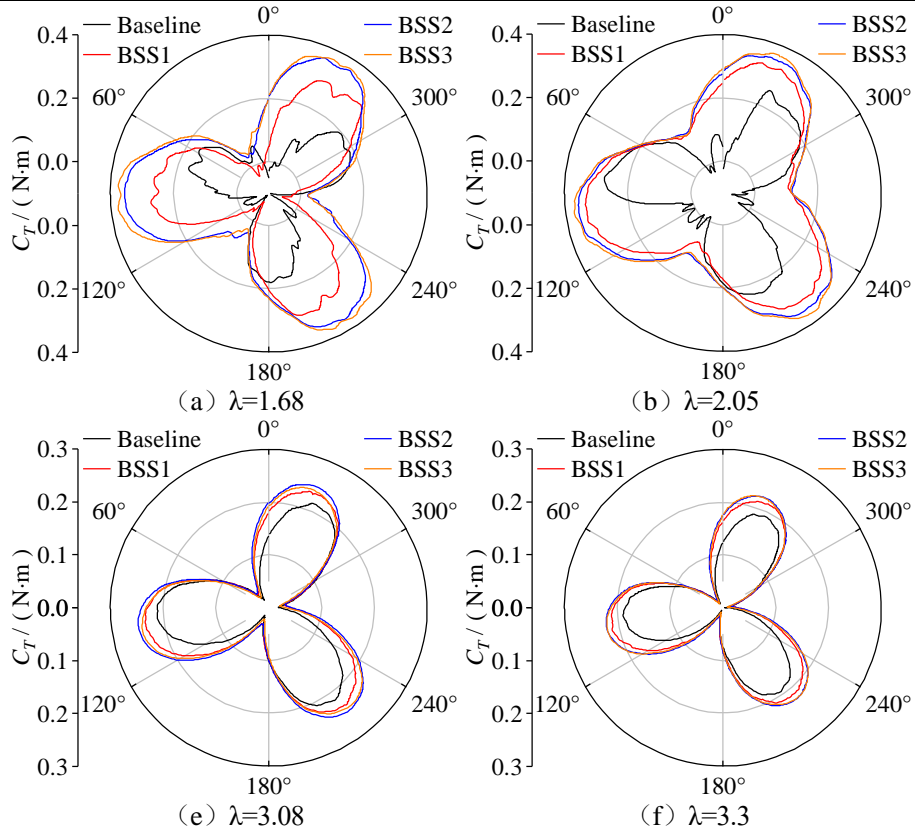 0°
Baseline
BSS1
BSS2
BSS3
60°
300°
120°
240°
180°
0.4
0.2
0.0
0.0
0.2
0.4
C_T / ( N·m )
（a）λ=1.68
0°
Baseline
BSS1
BSS2
BSS3
60°
300°
120°
240°
180°
0.4
0.2
0.0
0.0
0.2
0.4
C_T / ( N·m )
（b）λ=2.05
0°
Baseline
BSS1
BSS2
BSS3
60°
300°
120°
240°
180°
0.3
0.2
0.1
0.0
0.1
0.2
0.3
C_T / ( N·m )
（e）λ=3.08
0°
Baseline
BSS1
BSS2
BSS3
60°
300°
120°
240°
180°
0.3
0.2
0.1
0.0
0.1
0.2
0.3
C_T / ( N·m )
（f）λ=3.3